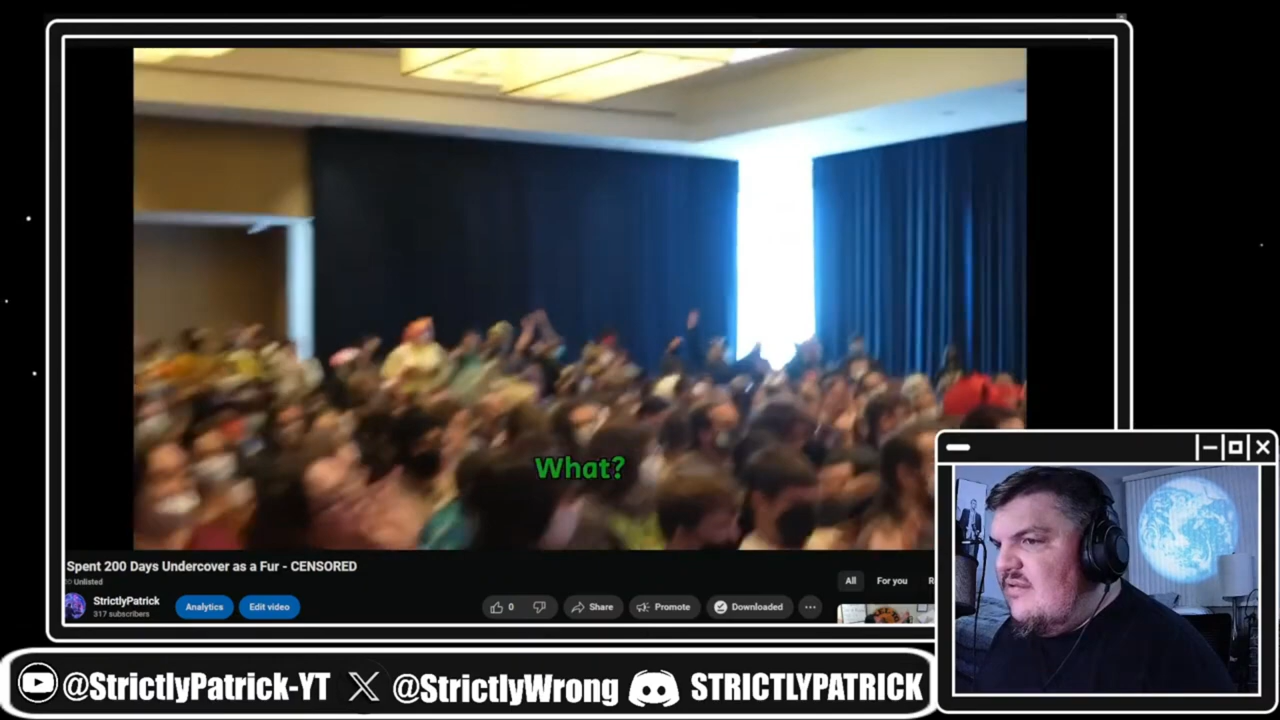 What?
Spent 200 Days Undercover as a Fur - CENSORED
Unlisted
StrictlyPatrick
317 subscribers
Analytics
Edit video
0
Share
Promote
Downloaded
All
For you
R
@StrictlyPatrick-YT
@StrictlyWrong
STRICTLYPATRICK